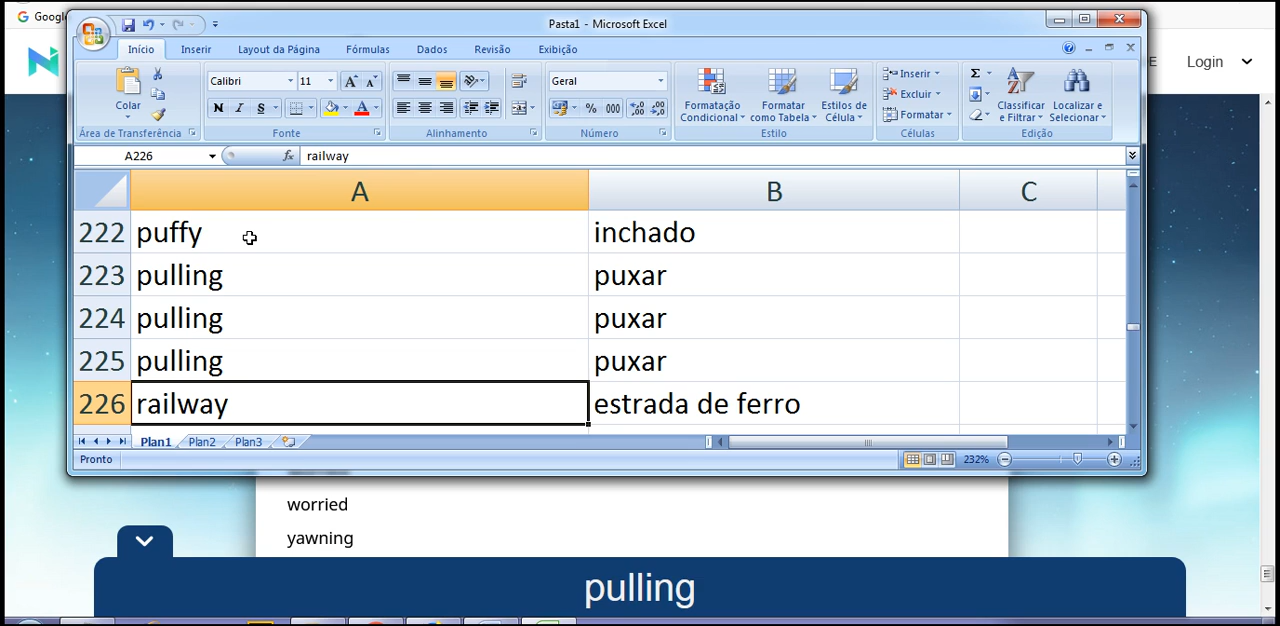 Google
Pasta1 - Microsoft Excel
Início Inserir Layout da Página Fórmulas Dados Revisão Exibição
E Login
Colar
Área de Transferência
Calibri 11
N I S
Fonte
Alinhamento
Geral
% 000
Número
Formatação Condicional
Formatar como Tabela
Estilos de Célula
Estilo
Inserir
Excluir
Formatar
Células
Classificar e Filtrar
Localizar e Selecionar
Edição
A226 fx railway
A B C
222 puffy inchado
223 pulling puxar
224 pulling puxar
225 pulling puxar
226 railway estrada de ferro
Plan1 Plan2 Plan3
Pronto 232%
worried
yawning
pulling